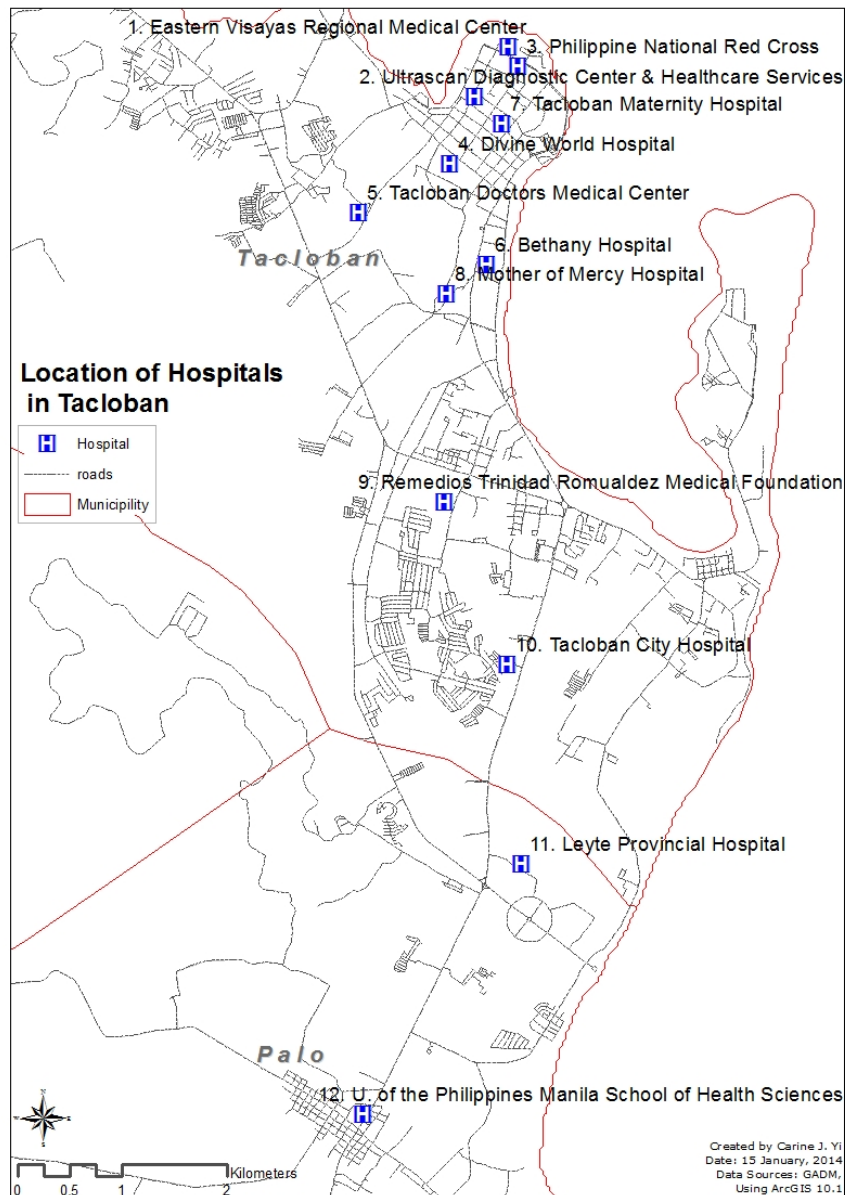 1. Eastern Visayas Regional Medical Center
3. Philippine National Red Cross
2. Ultrascan Diagnostic Center & Healthcare Services
7. Tacloban Maternity Hospital
4. Divine World Hospital
5. Tacloban Doctors Medical Center
6. Bethany Hospital
Tacloban
8. Mother of Mercy Hospital
Location of Hospitals
in Tacloban
H Hospital
roads
Municipility
9. Remedios Trinidad Romualdez Medical Foundation
10. Tacloban City Hospital
11. Leyte Provincial Hospital
Palo
12. U. of the Philippines Manila School of Health Sciences
N
W E
S
Kilometers
0 0.5 1 2
Created by Carine J. Yi
Date: 15 January, 2014
Data Sources: GADM,
Using ArcGIS 10.1